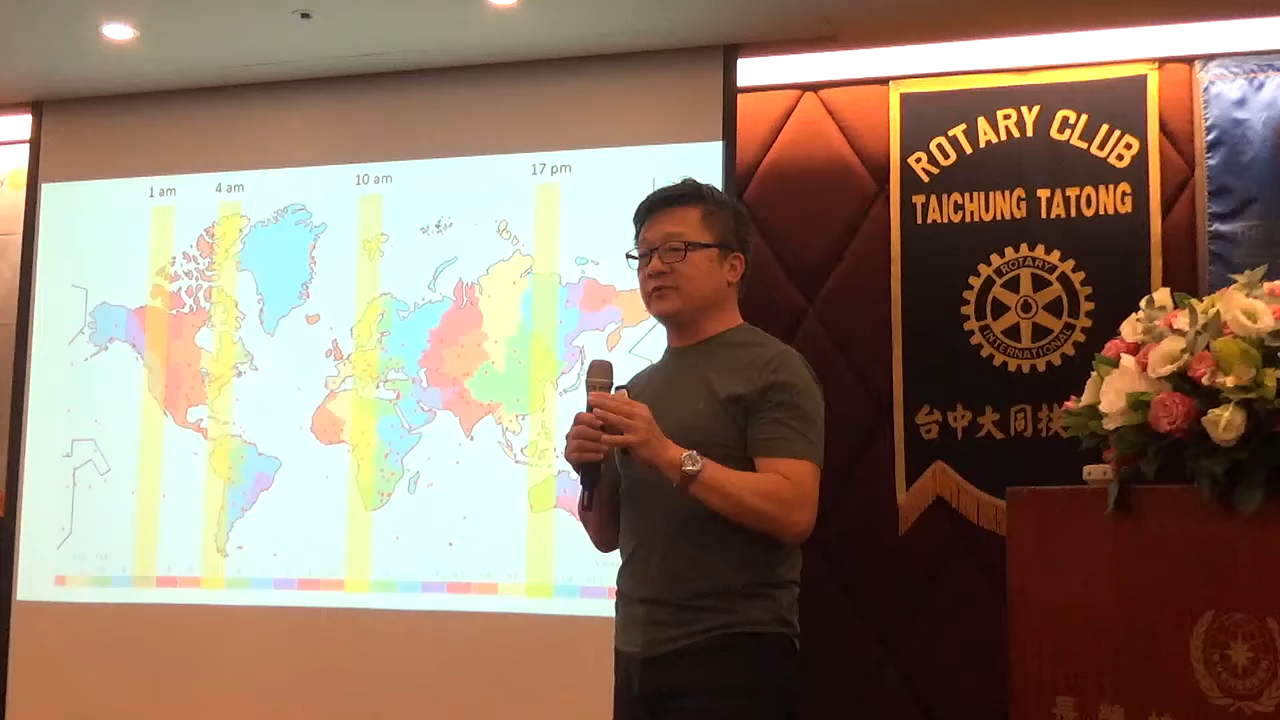 1 am
4 am
10 am
17 pm
ROTARY CLUB
TAICHUNG TATONG
ROTARY
INTERNATIONAL
台中大同扶